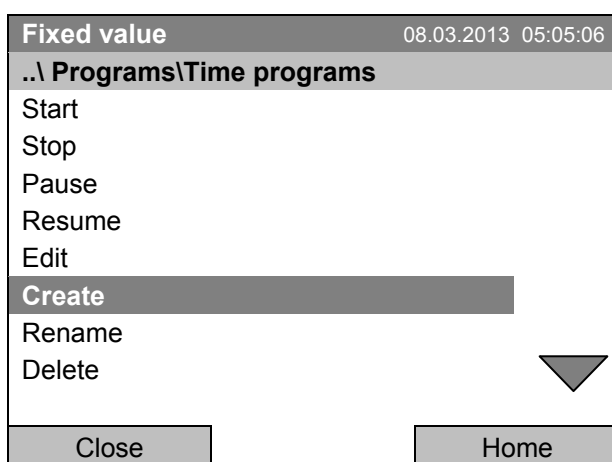 Fixed value 08.03.2013 05:05:06
..\ Programs\Time programs
Start
Stop
Pause
Resume
Edit
Create
Rename
Delete
Close Home